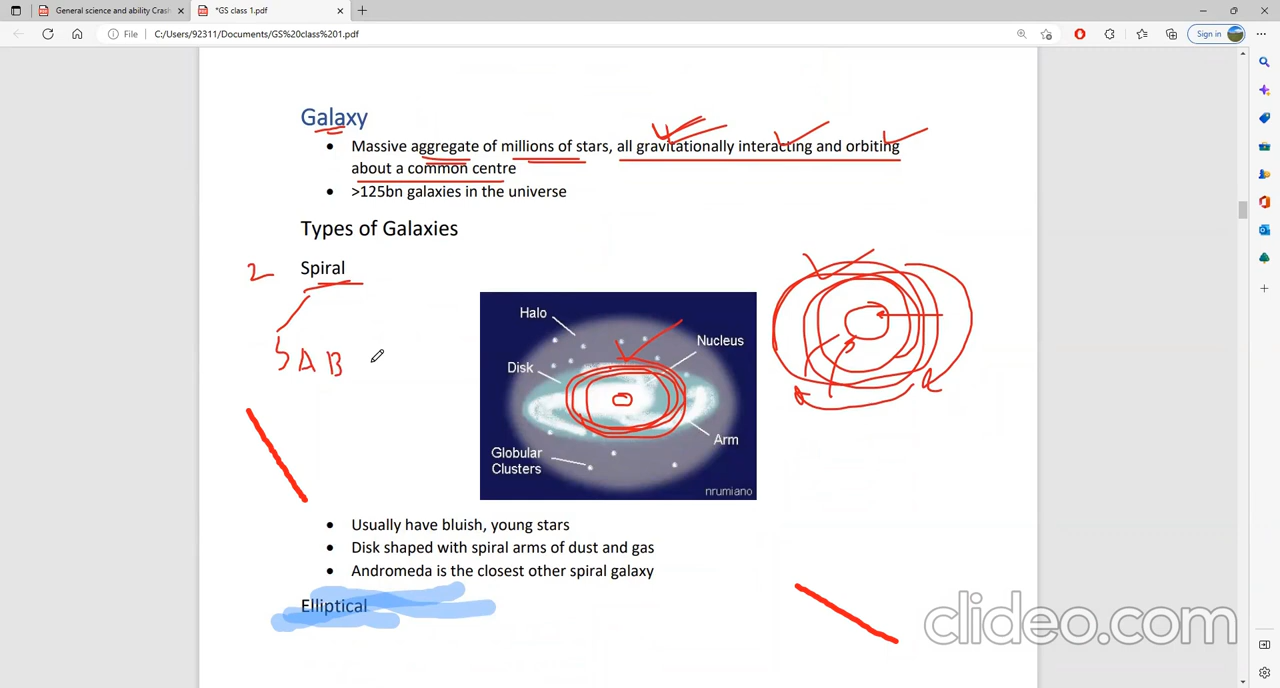 General science and ability Crash
*GS class 1.pdf
File
C:/Users/92311/Documents/GS%20class%201.pdf
Sign in
Galaxy
• Massive aggregate of millions of stars, all gravitationally interacting and orbiting
about a common centre
• >125bn galaxies in the universe
Types of Galaxies
2 Spiral
SAB
Halo
Nucleus
Disk
Arm
Globular
Clusters
nrumiano
• Usually have bluish, young stars
• Disk shaped with spiral arms of dust and gas
• Andromeda is the closest other spiral galaxy
Elliptical
clideo.com